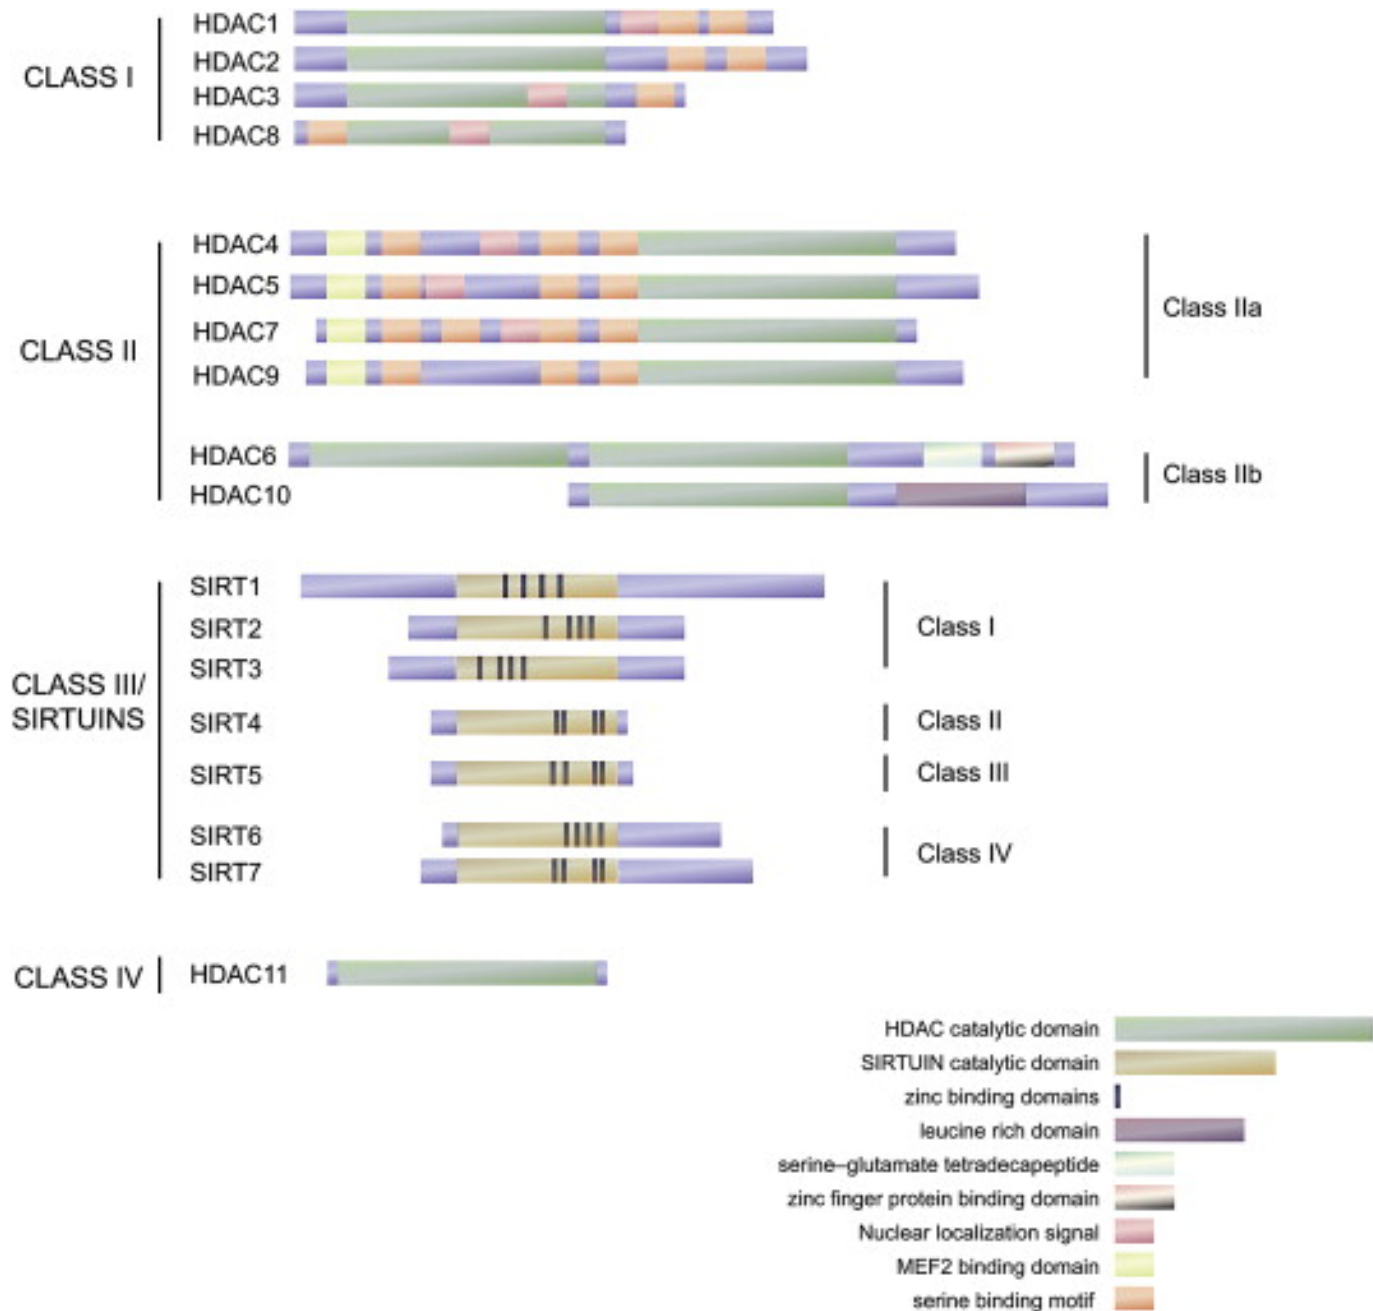 CLASS I
HDAC1
HDAC2
HDAC3
HDAC8
CLASS II
HDAC4
HDAC5
HDAC7
HDAC9
Class IIa
HDAC6
HDAC10
Class IIb
CLASS III/
SIRTUINS
SIRT1
SIRT2
SIRT3
Class I
SIRT4
Class II
SIRT5
Class III
SIRT6
SIRT7
Class IV
CLASS IV
HDAC11
HDAC catalytic domain
SIRTUIN catalytic domain
zinc binding domains
leucine rich domain
serine–glutamate tetradecapeptide
zinc finger protein binding domain
Nuclear localization signal
MEF2 binding domain
serine binding motif